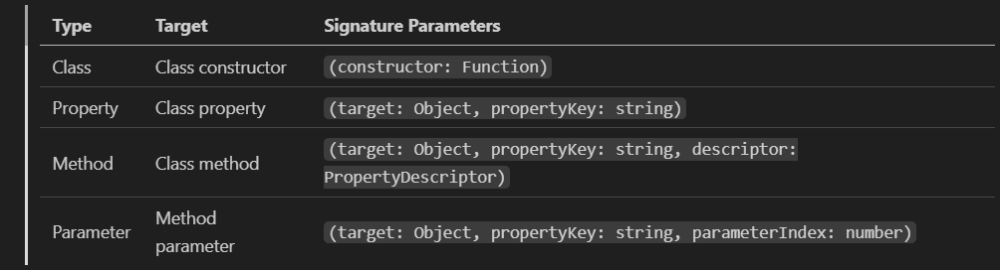 Type Target Signature Parameters
Class Class constructor (constructor: Function)
Property Class property (target: Object, propertyKey: string)
Method Class method (target: Object, propertyKey: string, descriptor:
PropertyDescriptor)
Parameter Method
parameter (target: Object, propertyKey: string, parameterIndex: number)